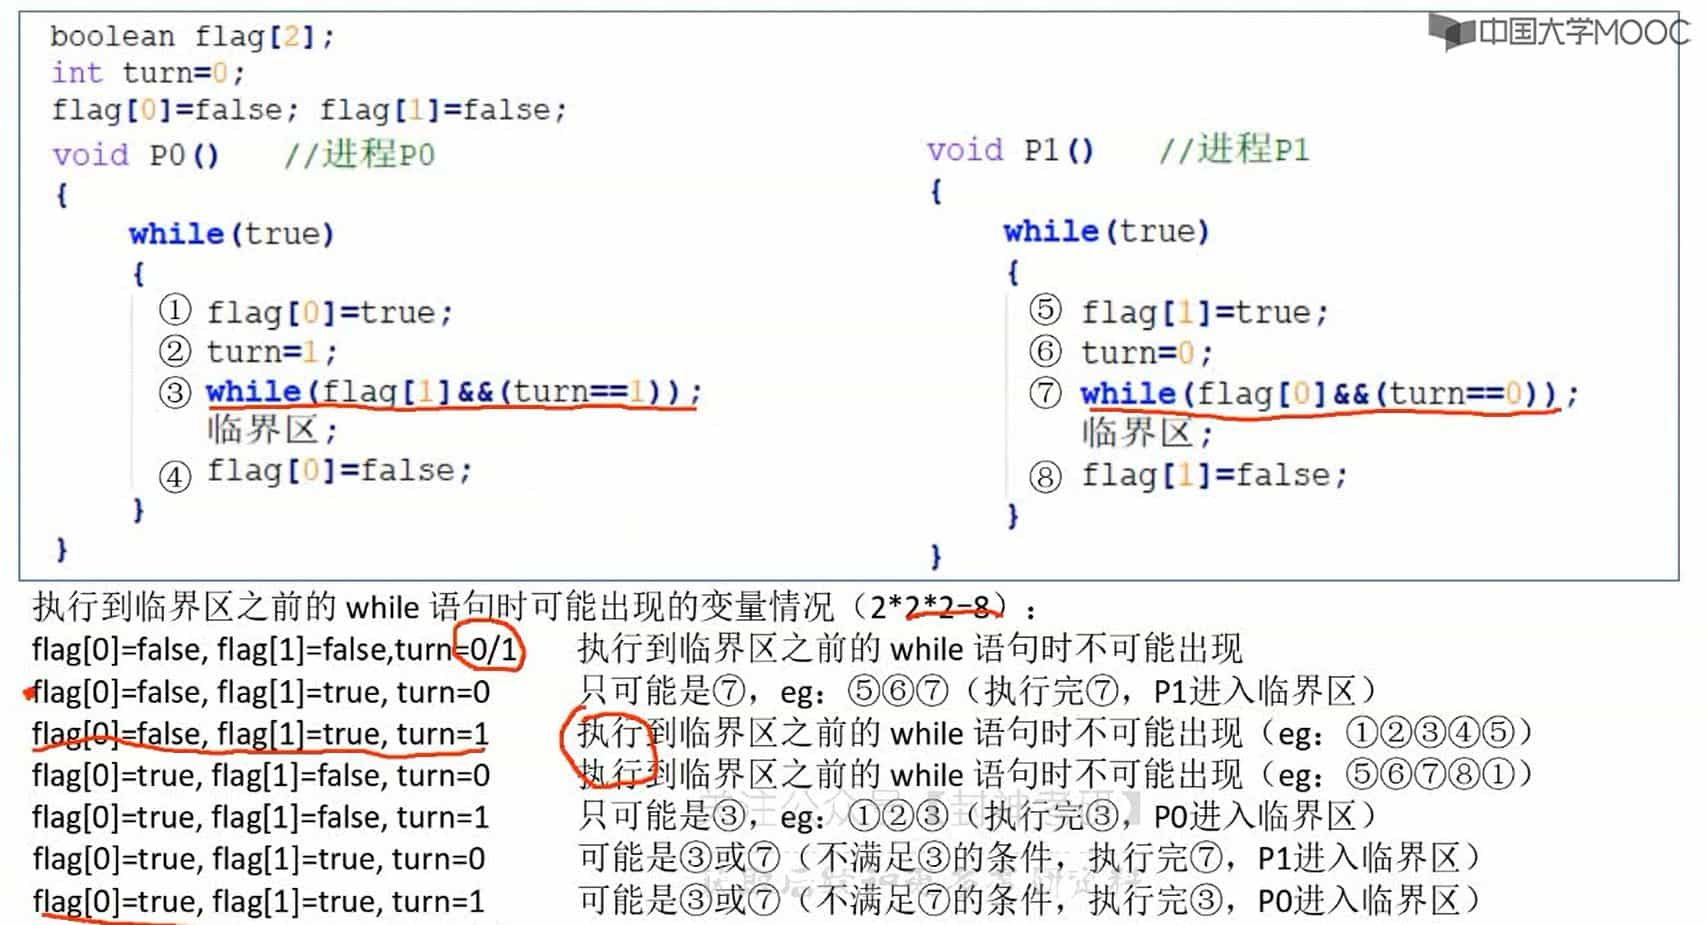 中国大学MOOC
boolean flag[2];
int turn=0;
flag[0]=false; flag[1]=false;
void P0() //进程P0
{
while(true)
{
① flag[0]=true;
② turn=1;
③ while(flag[1]&&(turn==1));
临界区;
④ flag[0]=false;
}
}
void P1() //进程P1
{
while(true)
{
⑤ flag[1]=true;
⑥ turn=0;
⑦ while(flag[0]&&(turn==0));
临界区;
⑧ flag[1]=false;
}
}
执行到临界区之前的 while 语句时可能出现的变量情况（2*2*2=8）:
flag[0]=false, flag[1]=false,turn=0/1 执行到临界区之前的 while 语句时不可能出现
flag[0]=false, flag[1]=true, turn=0 只可能是⑦，eg：⑤⑥⑦（执行完⑦，P1进入临界区）
flag[0]=false, flag[1]=true, turn=1 执行到临界区之前的 while 语句时不可能出现（eg：①②③④⑤）
flag[0]=true, flag[1]=false, turn=0 执行到临界区之前的 while 语句时不可能出现（eg：⑤⑥⑦⑧①）
flag[0]=true, flag[1]=false, turn=1 只可能是③，eg：①②③（执行完③，P0进入临界区）
flag[0]=true, flag[1]=true, turn=0 可能是③或⑦（不满足③的条件，执行完⑦，P1进入临界区）
flag[0]=true, flag[1]=true, turn=1 可能是③或⑦（不满足⑦的条件，执行完③，P0进入临界区）
关注公众号【封神考研】